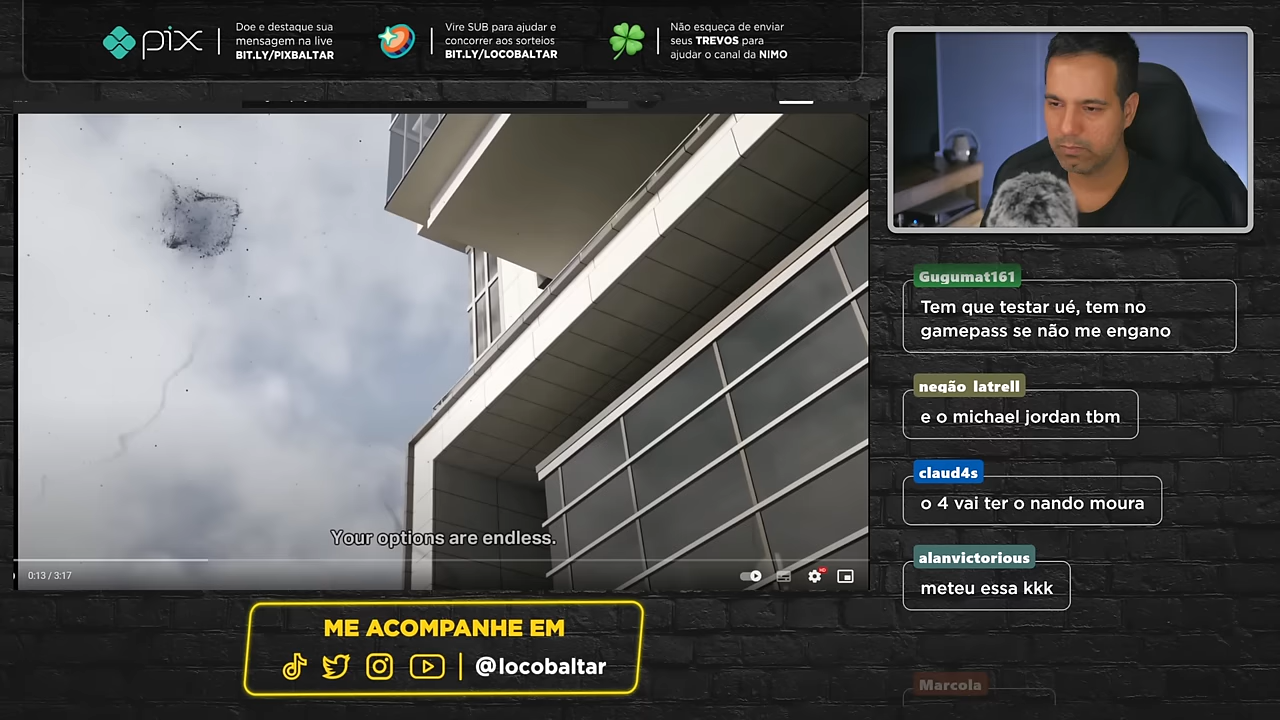 pix
Doe e destaque sua
mensagem na live
BIT.LY/PIXBALTAR
Vire SUB para ajudar e
concorrer aos sorteios
BIT.LY/LOCOBALTAR
Não esqueça de enviar
seus TREVOS para
ajudar o canal da NIMO
Gugumat161
Tem que testar ué, tem no
gamepass se não me engano
negão_latrell
e o michael jordan tbm
claud4s
o 4 vai ter o nando moura
alanvictorious
meteu essa kkk
Marcola
Your options are endless.
0:13 / 3:17
HD
ME ACOMPANHE EM
@locobaltar